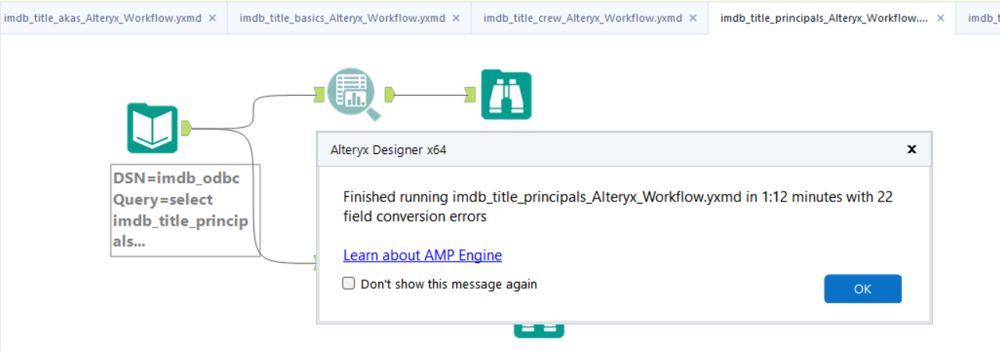 imdb_title_akas_Alteryx_Workflow.yxmd ×
imdb_title_basics_Alteryx_Workflow.yxmd ×
imdb_title_crew_Alteryx_Workflow.yxmd ×
imdb_title_principals_Alteryx_Workflow.... ×
DSN=imdb_odbc
Query=select
imdb_title_princip
als...
Alteryx Designer x64
x
Finished running imdb_title_principals_Alteryx_Workflow.yxmd in 1:12 minutes with 22
field conversion errors
Learn about AMP Engine
Don't show this message again
OK